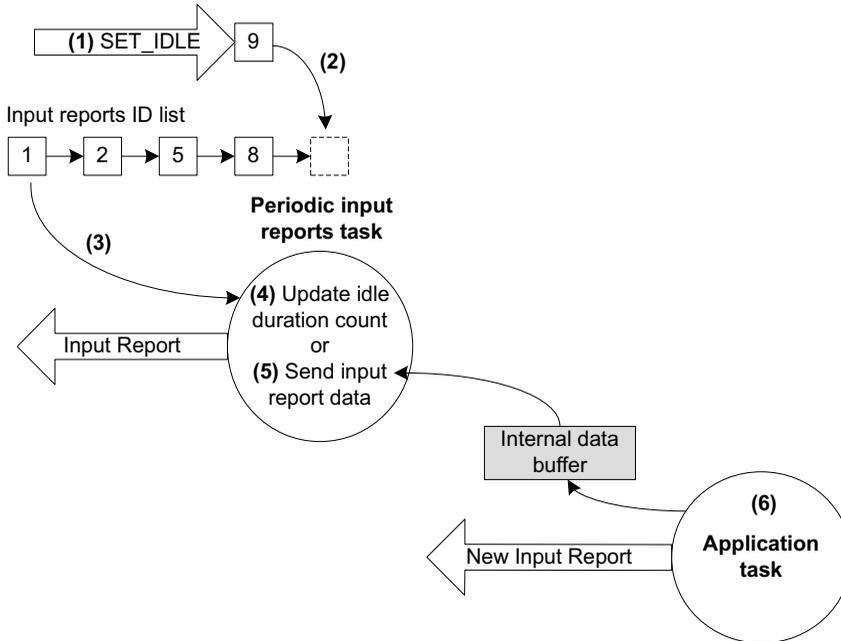 (1) SET_IDLE
9
(2)
Input reports ID list
1
2
5
8
Periodic input
reports task
(3)
(4) Update idle
duration count
or
(5) Send input
report data
Input Report
Internal data
buffer
(6)
Application
task
New Input Report